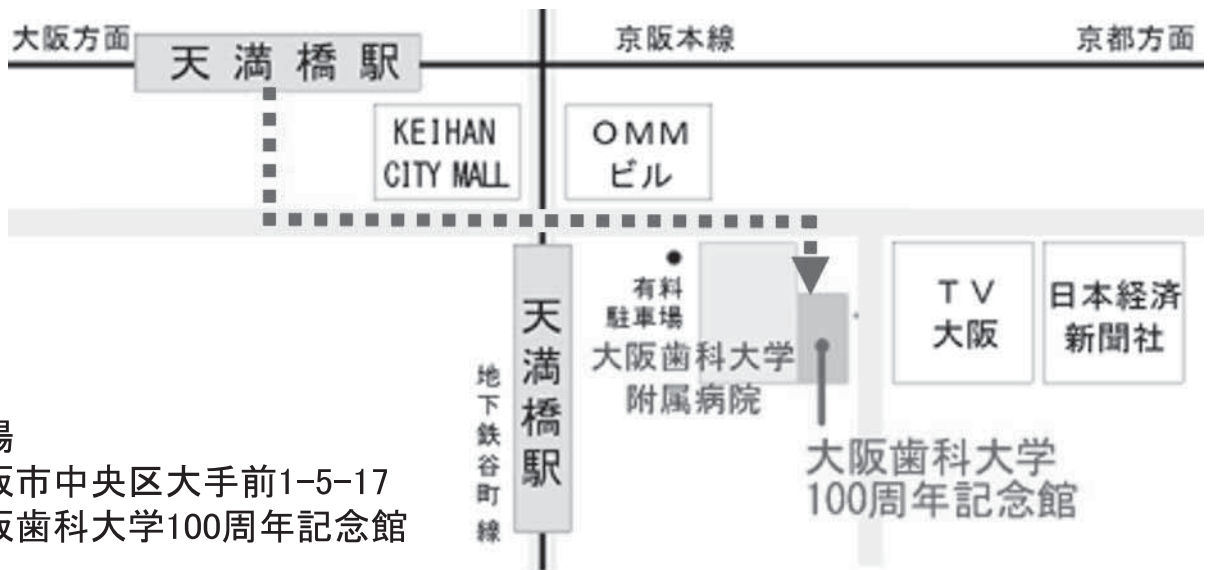 大阪方面
京阪本線
京都方面
天満橋駅
KEIHAN
CITY MALL
OMM
ビル
天満橋駅
地下鉄谷町線
有料
駐車場
大阪歯科大学
附属病院
TV
大阪
日本経済
新聞社
大阪歯科大学
100周年記念館
場
阪市中央区大手前1-5-17
阪歯科大学100周年記念館